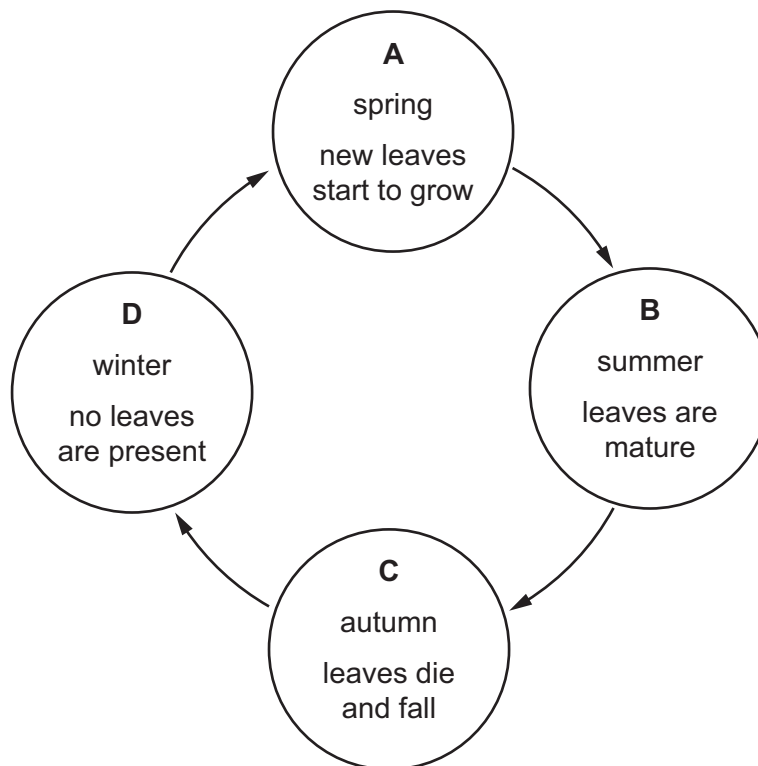 A
spring
new leaves
start to grow
B
summer
leaves are
mature
C
autumn
leaves die
and fall
D
winter
no leaves
are present